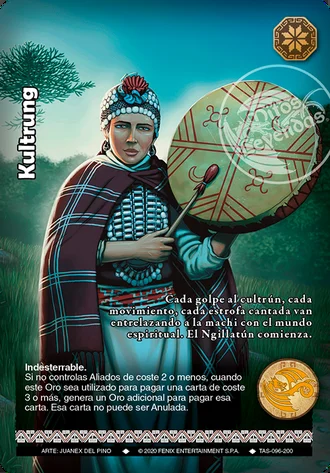 Kultrung
Mitos y
Leyendas
Cada golpe al cultrún, cada
movimiento, cada estrofa cantada van
entrelazando a la machi con el mundo
espiritual. El Ngillatún comienza.
Indesterrable.
Si no controlas Aliados de coste 2 o menos, cuando
este Oro sea utilizado para pagar una carta de coste
3 o más, genera un Oro adicional para pagar esa
carta. Esa carta no puede ser Anulada.
ARTE: JUANEX DEL PINO © 2020 FENIX ENTERTAINMENT S.P.A. TAS-096-200